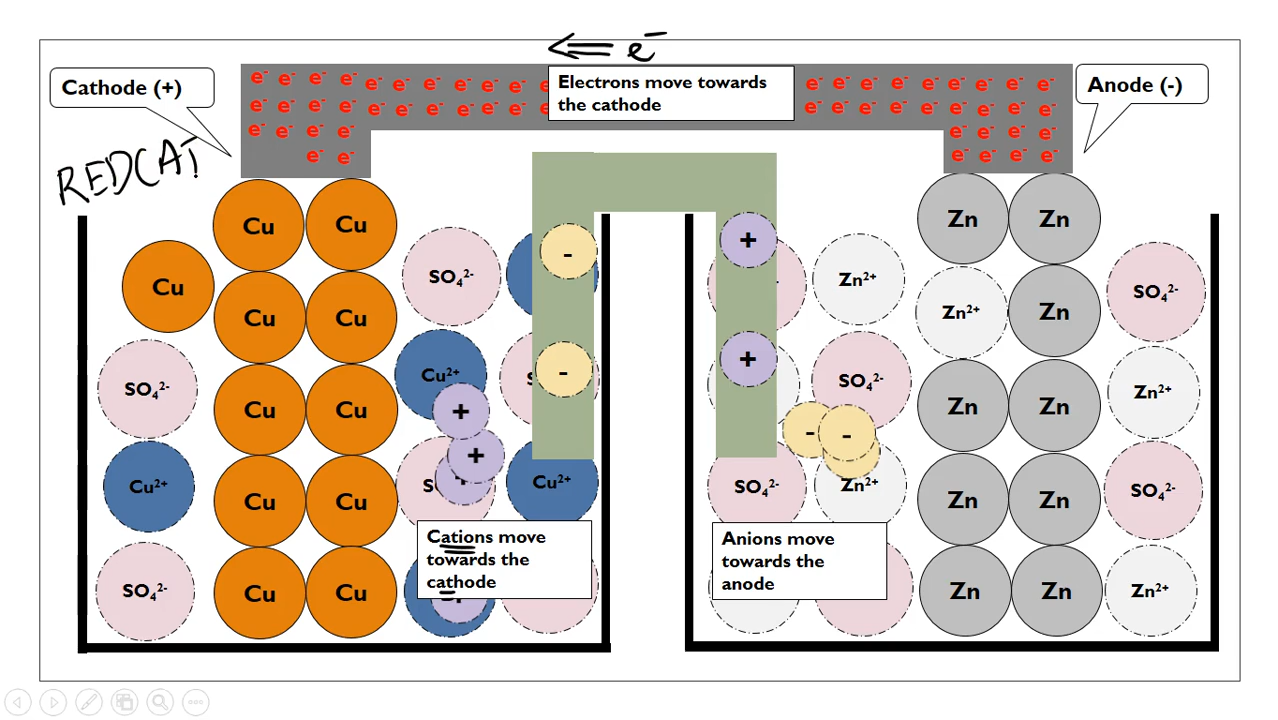 ⇐ e⁻
Cathode (+)
e⁻ e⁻ e⁻ e⁻ e⁻ e⁻ e⁻ e⁻ e⁻ e⁻ e⁻
Electrons move towards
the cathode
e⁻ e⁻ e⁻ e⁻ e⁻ e⁻ e⁻ e⁻ e⁻
Anode (-)
e⁻ e⁻ e⁻ e⁻ e⁻ e⁻ e⁻ e⁻ e⁻ e⁻ e⁻
e⁻ e⁻ e⁻ e⁻ e⁻ e⁻ e⁻ e⁻ e⁻
e⁻ e⁻ e⁻ e⁻
e⁻ e⁻ e⁻ e⁻
e⁻ e⁻
e⁻ e⁻ e⁻ e⁻
REDCAT
Cu Cu
Cu
Cu Cu
Cu Cu
Cu Cu
Cu Cu
SO₄²⁻
Cu²⁺
SO₄²⁻
SO₄²⁻
Cu²⁺
+
+
Cu²⁺
-
-
Cations move
towards the
cathode
+
+
Zn²⁺
SO₄²⁻
- -
SO₄²⁻
Zn²⁺
Anions move
towards the
anode
Zn Zn
Zn²⁺ Zn
Zn Zn
Zn Zn
Zn Zn
SO₄²⁻
Zn²⁺
SO₄²⁻
Zn²⁺